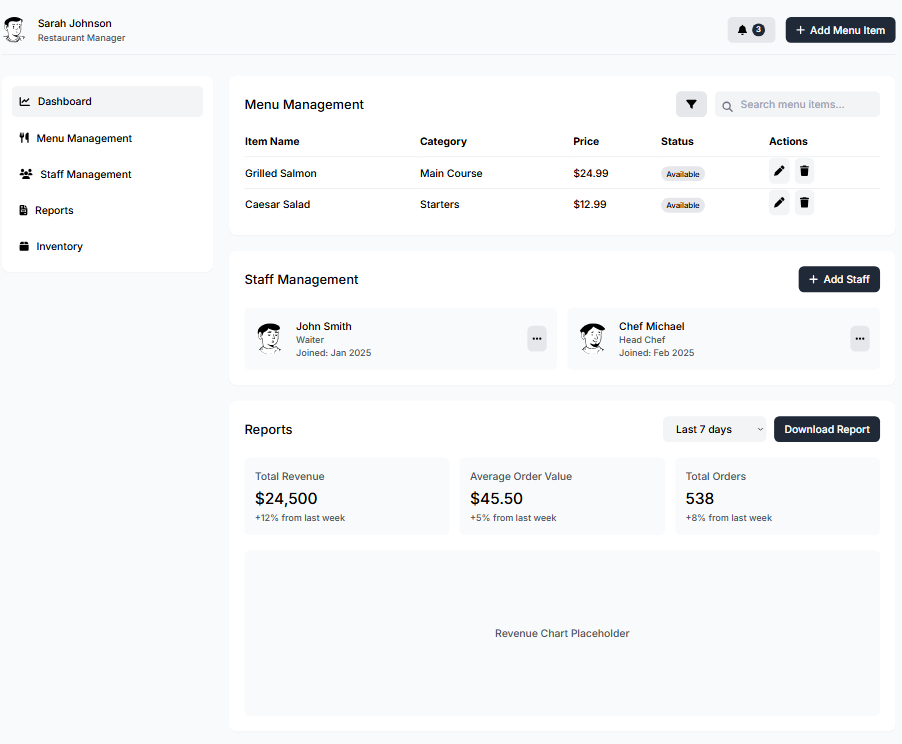 Sarah Johnson
Restaurant Manager
3
Add Menu Item
Dashboard
Menu Management
Staff Management
Reports
Inventory
Menu Management
Search menu items...
Item Name Category Price Status Actions
Grilled Salmon Main Course $24.99 Available
Caesar Salad Starters $12.99 Available
Staff Management
+ Add Staff
John Smith
Waiter
Joined: Jan 2025
Chef Michael
Head Chef
Joined: Feb 2025
Reports
Last 7 days
Download Report
Total Revenue
$24,500
+12% from last week
Average Order Value
$45.50
+5% from last week
Total Orders
538
+8% from last week
Revenue Chart Placeholder